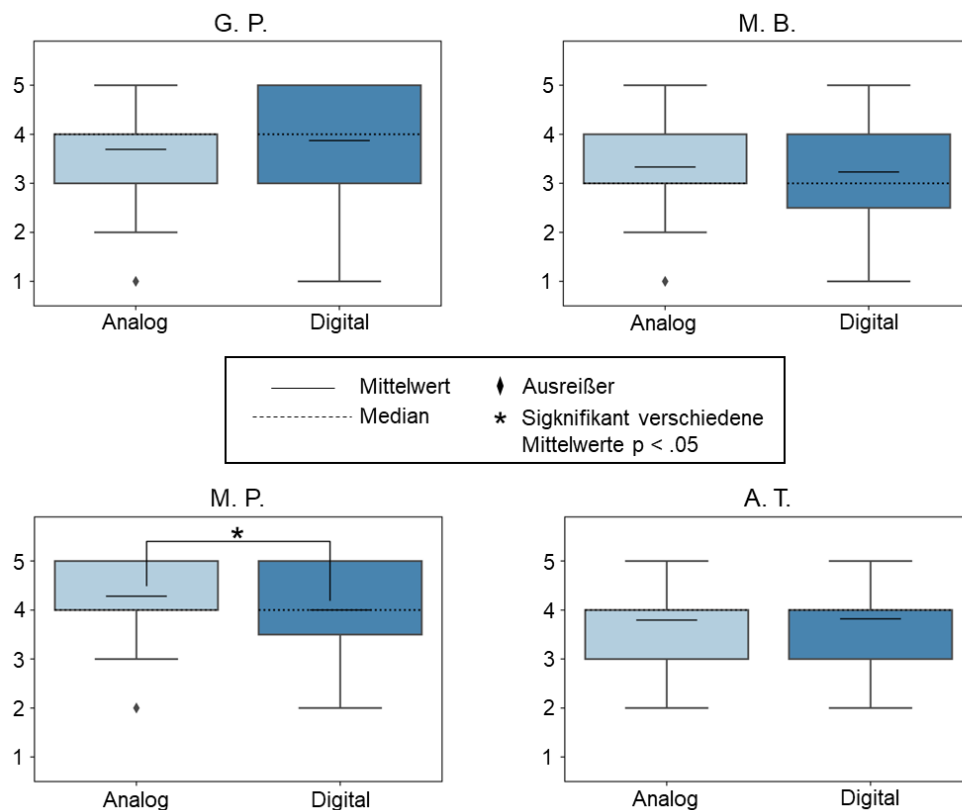 G. P.
5
4
3
2
1
Analog Digital
M. B.
5
4
3
2
1
Analog Digital
Mittelwert
Median
Ausreißer
* Sigknifikant verschiedene
Mittelwerte p < .05
M. P.
*
5
4
3
2
1
Analog Digital
A. T.
5
4
3
2
1
Analog Digital